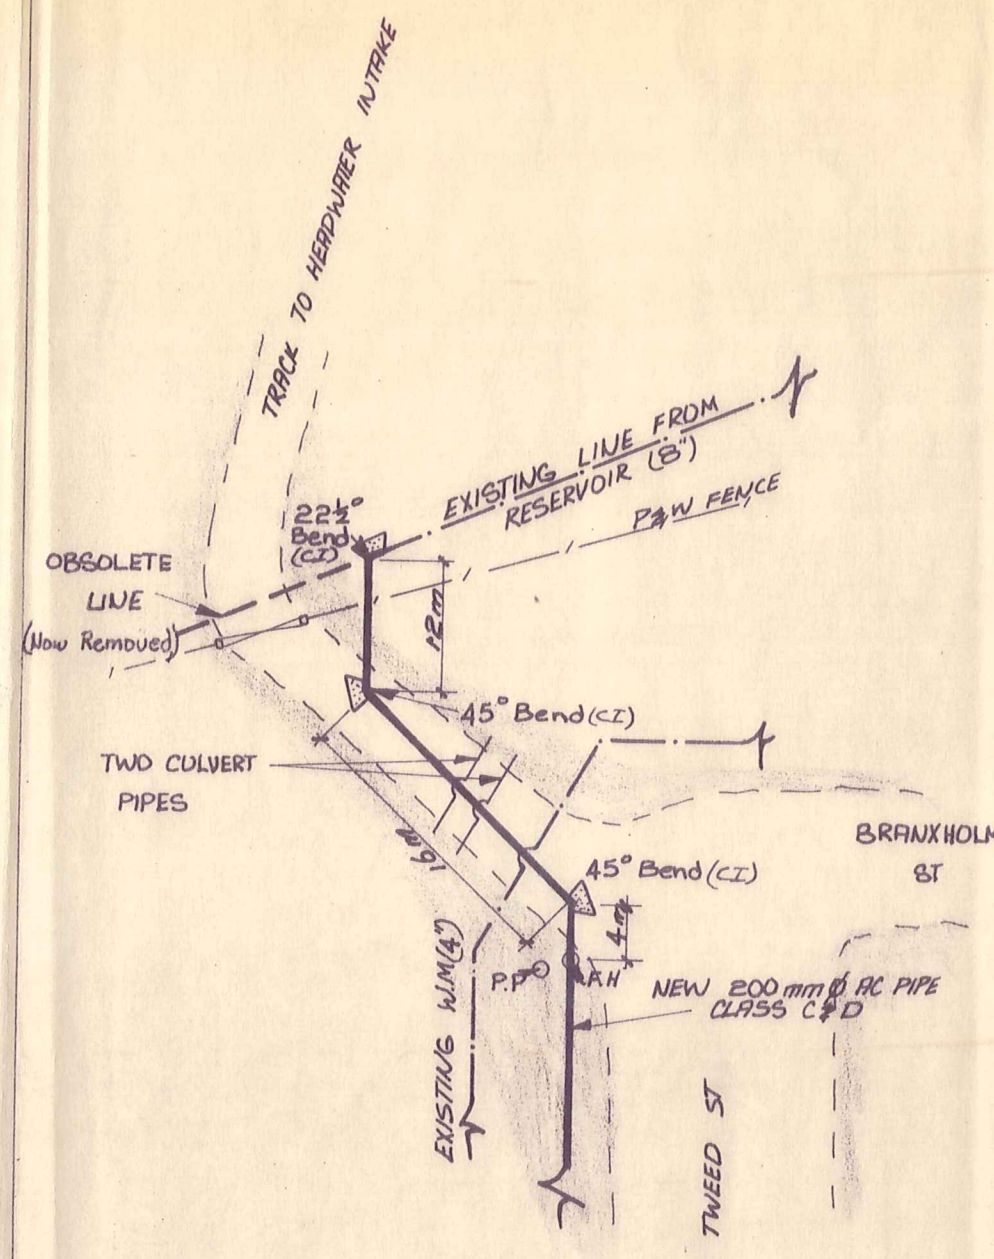 TRACK TO HEADWATER INTAKE
EXISTING LINE FROM
RESERVOIR (8")
P&W FENCE
22½°
Bend
(CI)
OBSOLETE
LINE
(Now Removed)
12m
45° Bend (CI)
TWO CULVERT
PIPES
16m
BRANXHOLM
ST
45° Bend (CI)
4m
EXISTING W.M (4")
P.P
F.H
NEW 200mm Ø AC PIPE
CLASS C & D
TWEED ST